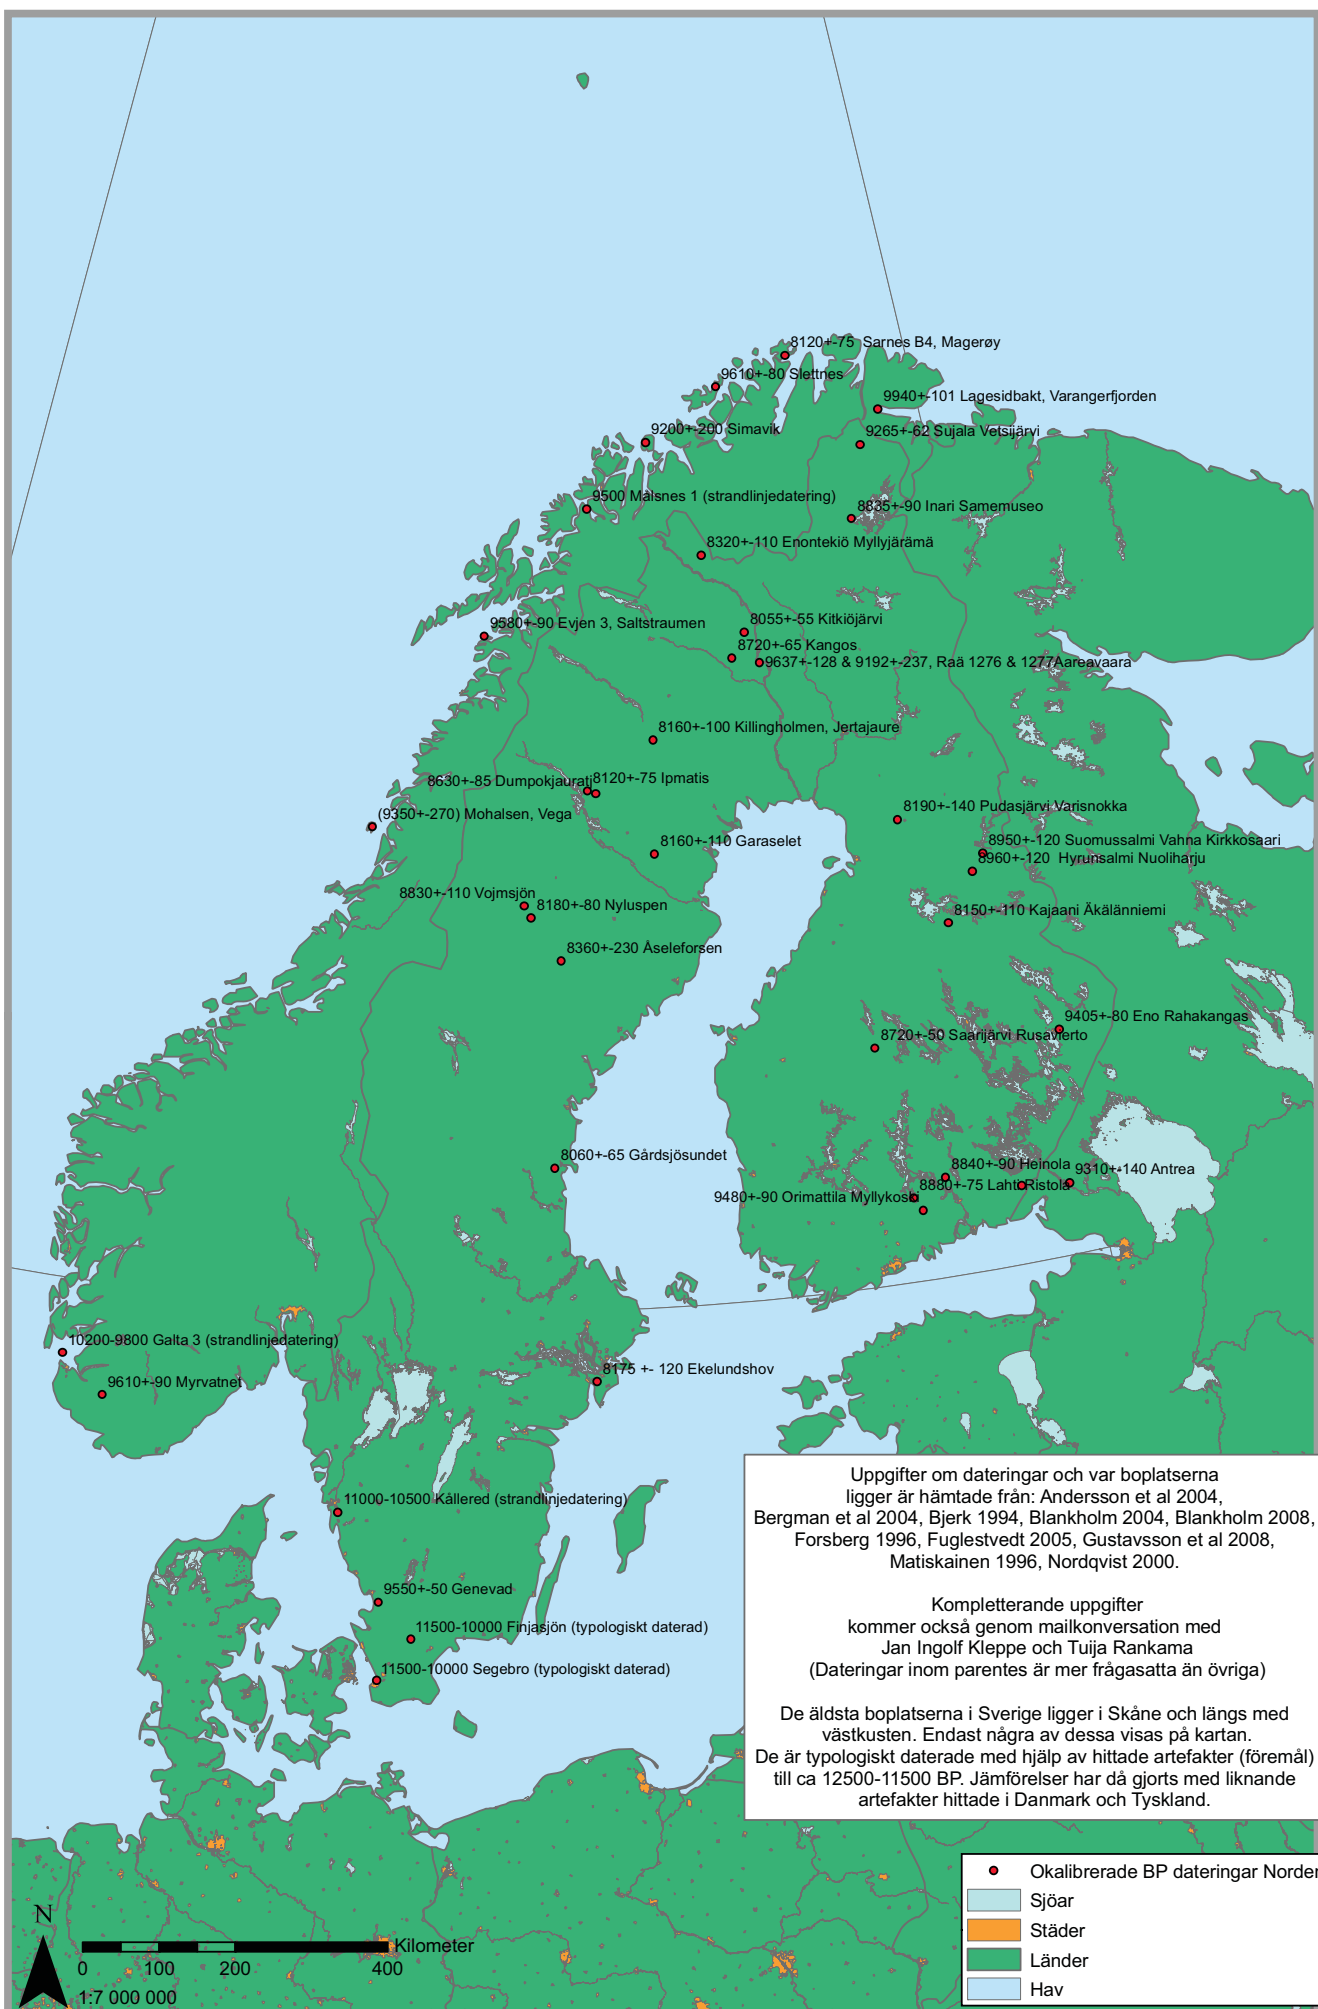 8120+-75 Sarnes B4, Magerøy
9610+-80 Slettnes
9940+-101 Lagesidbakt, Varangerfjorden
9200+-200 Simavik
9265+-62 Sujala Vetsijärvi
9500 Målsnes 1 (strandlinjedatering)
8835+-90 Inari Samemuseo
8320+-110 Enontekiö Myllyjärämä
9580+-90 Evjen 3, Saltstraumen
8055+-55 Kitkiöjärvi
8720+-65 Kangos
9637+-128 & 9192+-237, Raä 1276 & 1277Aareavaara
8160+-100 Killingholmen, Jertajaure
8630+-85 Dumpokjauratj
8120+-75 Ipmatis
(9350+-270) Mohalsen, Vega
8190+-140 Pudasjärvi Varisnokka
8160+-110 Garaselet
8950+-120 Suomussalmi Vahna Kirkkosaari
8960+-120 Hyrunsalmi Nuoliharju
8830+-110 Vojmsjön
8180+-80 Nyluspen
8150+-110 Kajaani Äkälänniemi
8360+-230 Åseleforsen
9405+-80 Eno Rahakangas
8720+-50 Saarijärvi Rusavierto
8060+-65 Gårdsjösundet
8840+-90 Heinola
9310+-140 Antrea
8880+-75 Lahti Ristola
9480+-90 Orimattila Myllykoski
10200-9800 Galta 3 (strandlinjedatering)
9610+-90 Myrvatnet
8175 +- 120 Ekelundshov
11000-10500 Kållered (strandlinjedatering)
9550+-50 Genevad
11500-10000 Finjasjön (typologiskt daterad)
11500-10000 Segebro (typologiskt daterad)
Uppgifter om dateringar och var boplatserna
ligger är hämtade från: Andersson et al 2004,
Bergman et al 2004, Bjerk 1994, Blankholm 2004, Blankholm 2008,
Forsberg 1996, Fuglestvedt 2005, Gustavsson et al 2008,
Matiskainen 1996, Nordqvist 2000.
Kompletterande uppgifter
kommer också genom mailkonversation med
Jan Ingolf Kleppe och Tuija Rankama
(Dateringar inom parentes är mer frågasatta än övriga)
De äldsta boplatserna i Sverige ligger i Skåne och längs med
västkusten. Endast några av dessa visas på kartan.
De är typologiskt daterade med hjälp av hittade artefakter (föremål)
till ca 12500-11500 BP. Jämförelser har då gjorts med liknande
artefakter hittade i Danmark och Tyskland.
Okalibrerade BP dateringar Norden
Sjöar
Städer
Länder
Hav
N
Kilometer
0 100 200 400
1:7 000 000